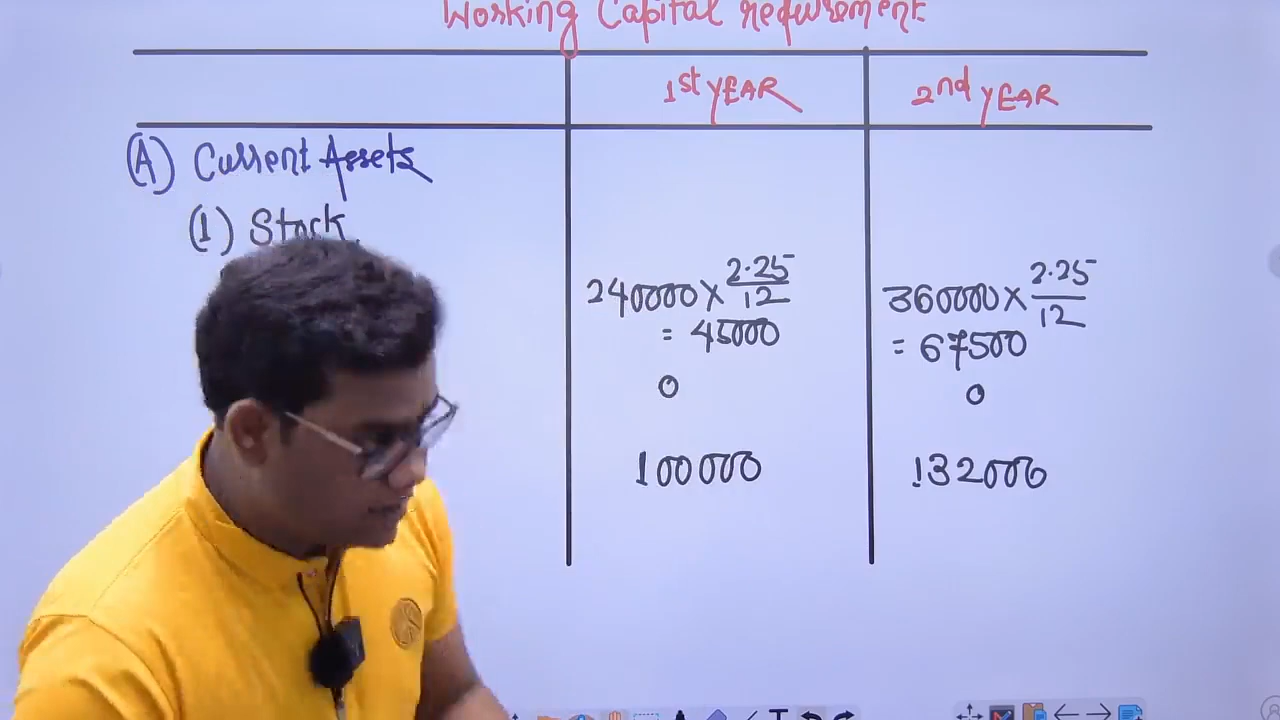 Working Capital requirement
1st YEAR 2nd YEAR
(A) Current Assets
(1) Stock
240000 x 2.25/12 360000 x 2.25/12
= 45000 = 67500
0 0
100000 132000